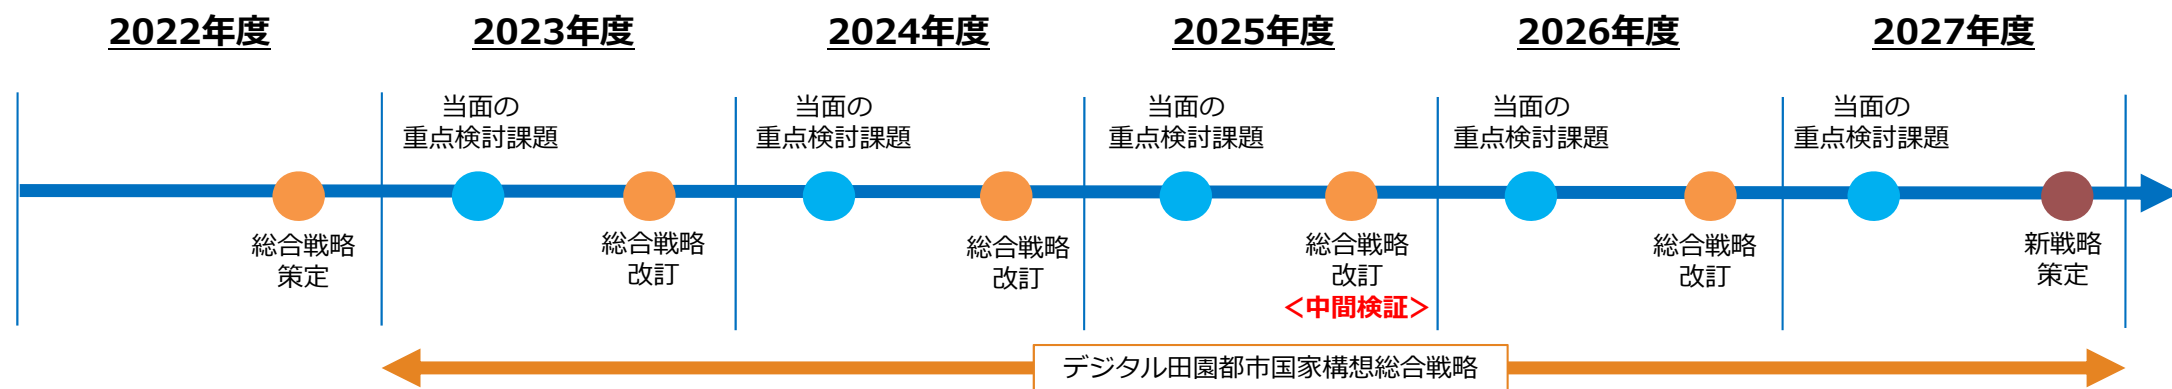 2022年度
2023年度
2024年度
2025年度
2026年度
2027年度
当面の
重点検討課題
当面の
重点検討課題
当面の
重点検討課題
当面の
重点検討課題
当面の
重点検討課題
総合戦略
策定
総合戦略
改訂
総合戦略
改訂
総合戦略
改訂
＜中間検証＞
総合戦略
改訂
新戦略
策定
デジタル田園都市国家構想総合戦略